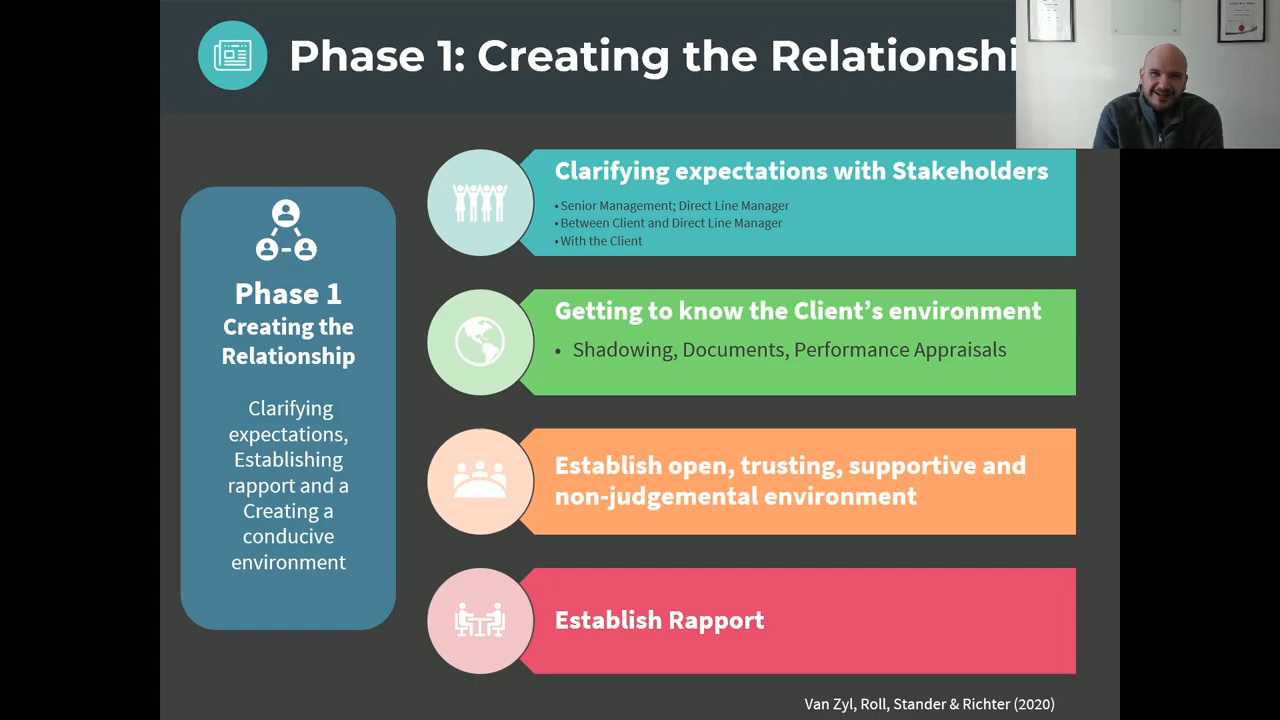 Phase 1: Creating the Relationshi
Phase 1
Creating the
Relationship
Clarifying
expectations,
Establishing
rapport and a
Creating a
conducive
environment
Clarifying expectations with Stakeholders
• Senior Management; Direct Line Manager
• Between Client and Direct Line Manager
• With the Client
Getting to know the Client’s environment
• Shadowing, Documents, Performance Appraisals
Establish open, trusting, supportive and
non-judgemental environment
Establish Rapport
Van Zyl, Roll, Stander & Richter (2020)